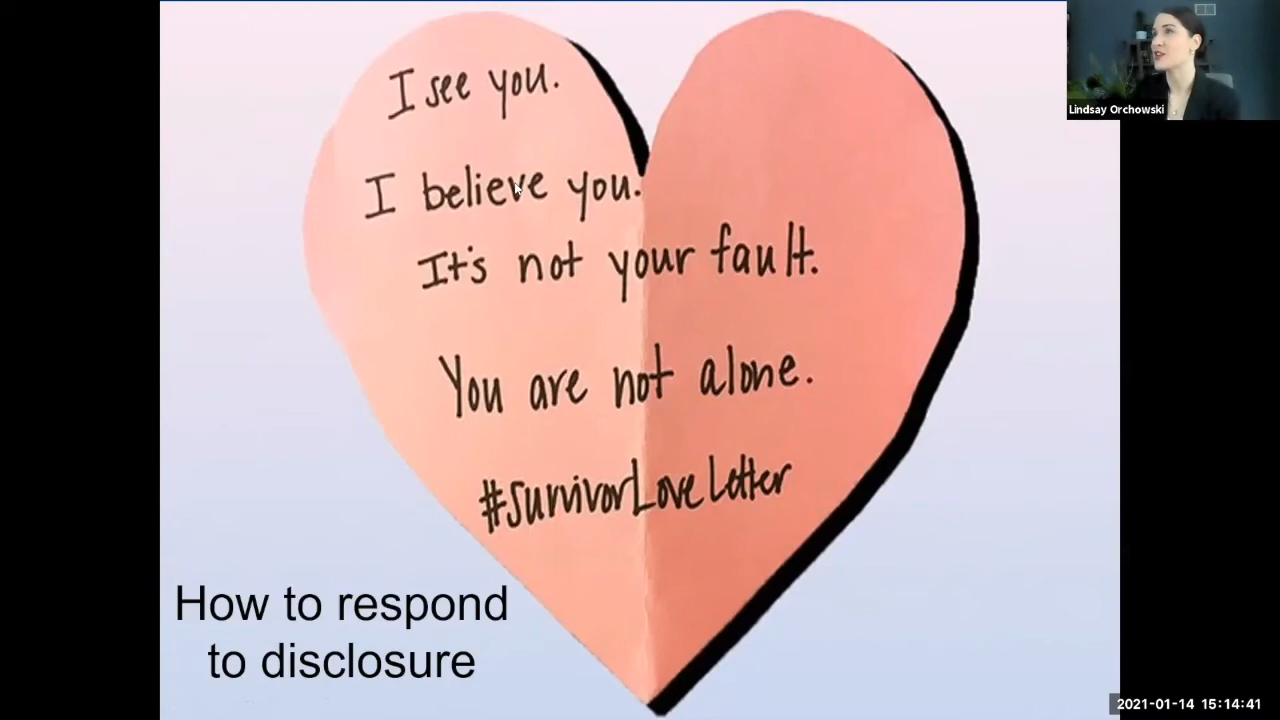 I see you.
I believe you.
It's not your fault.
You are not alone.
#SurvivorLoveLetter
How to respond
to disclosure
Lindsay Orchowski
2021-01-14 15:14:41